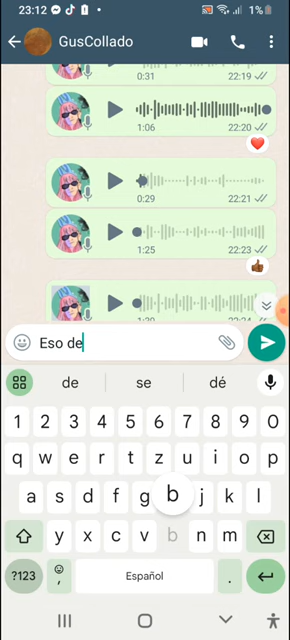 23:12 1%
GusCollado
0:31 22:19
1:06 22:20
0:29 22:21
1:25 22:23
Eso de
de se dé
1 2 3 4 5 6 7 8 9 0
q w e r t z u i o p
a s d f g b j k l
y x c v b n m
?123 , Español .